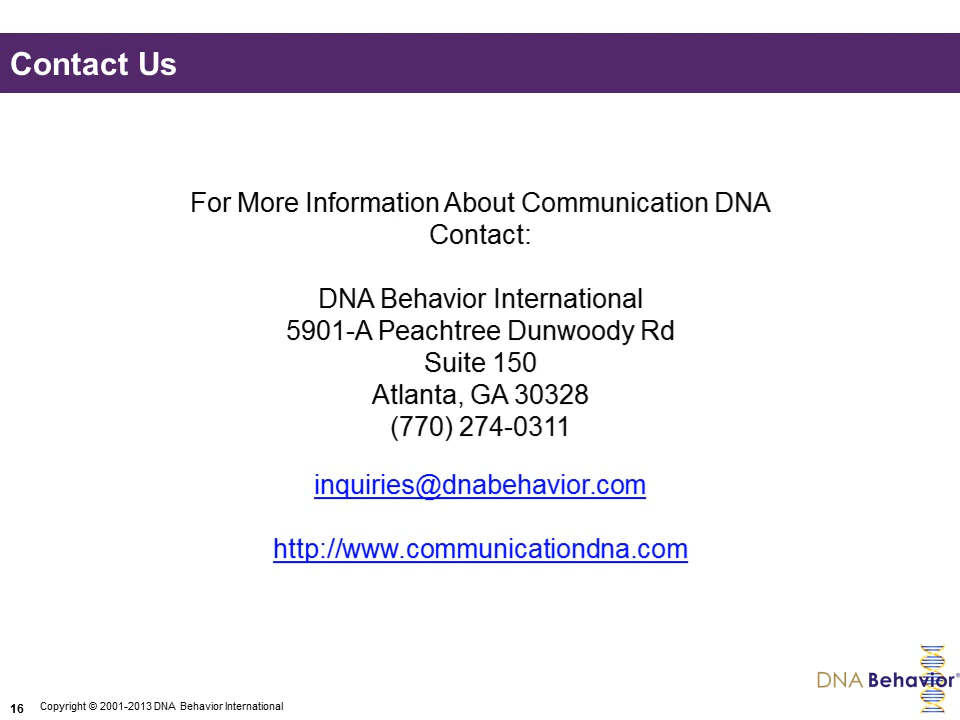 Contact Us
For More Information About Communication DNA
Contact:
DNA Behavior International
5901-A Peachtree Dunwoody Rd
Suite 150
Atlanta, GA 30328
(770) 274-0311
inquiries@dnabehavior.com
http://www.communicationdna.com
DNA Behavior®
16 Copyright © 2001-2013 DNA Behavior International